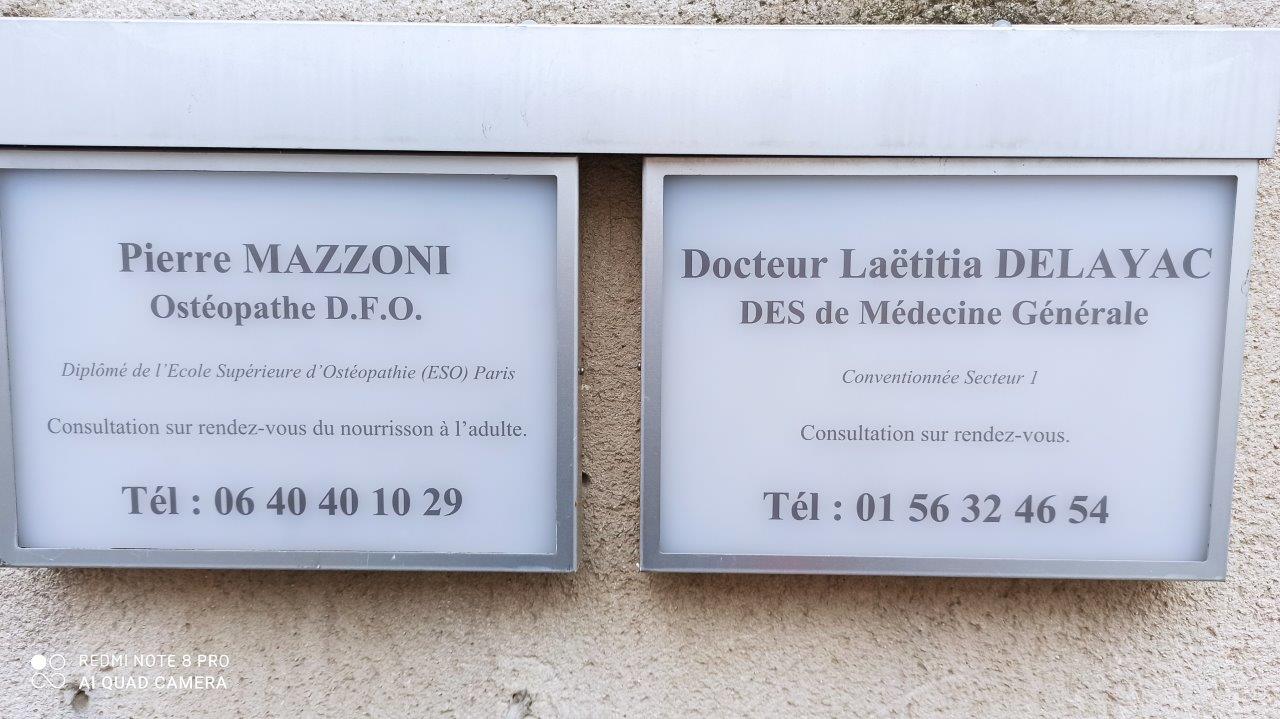 Pierre MAZZONI
Ostéopathe D.F.O.
Diplômé de l'Ecole Supérieure d'Ostéopathie (ESO) Paris
Consultation sur rendez-vous du nourrisson à l'adulte.
Tél : 06 40 40 10 29
Docteur Laëtitia DELAYAC
DES de Médecine Générale
Conventionnée Secteur 1
Consultation sur rendez-vous.
Tél : 01 56 32 46 54
REDMI NOTE 8 PRO
AI QUAD CAMERA